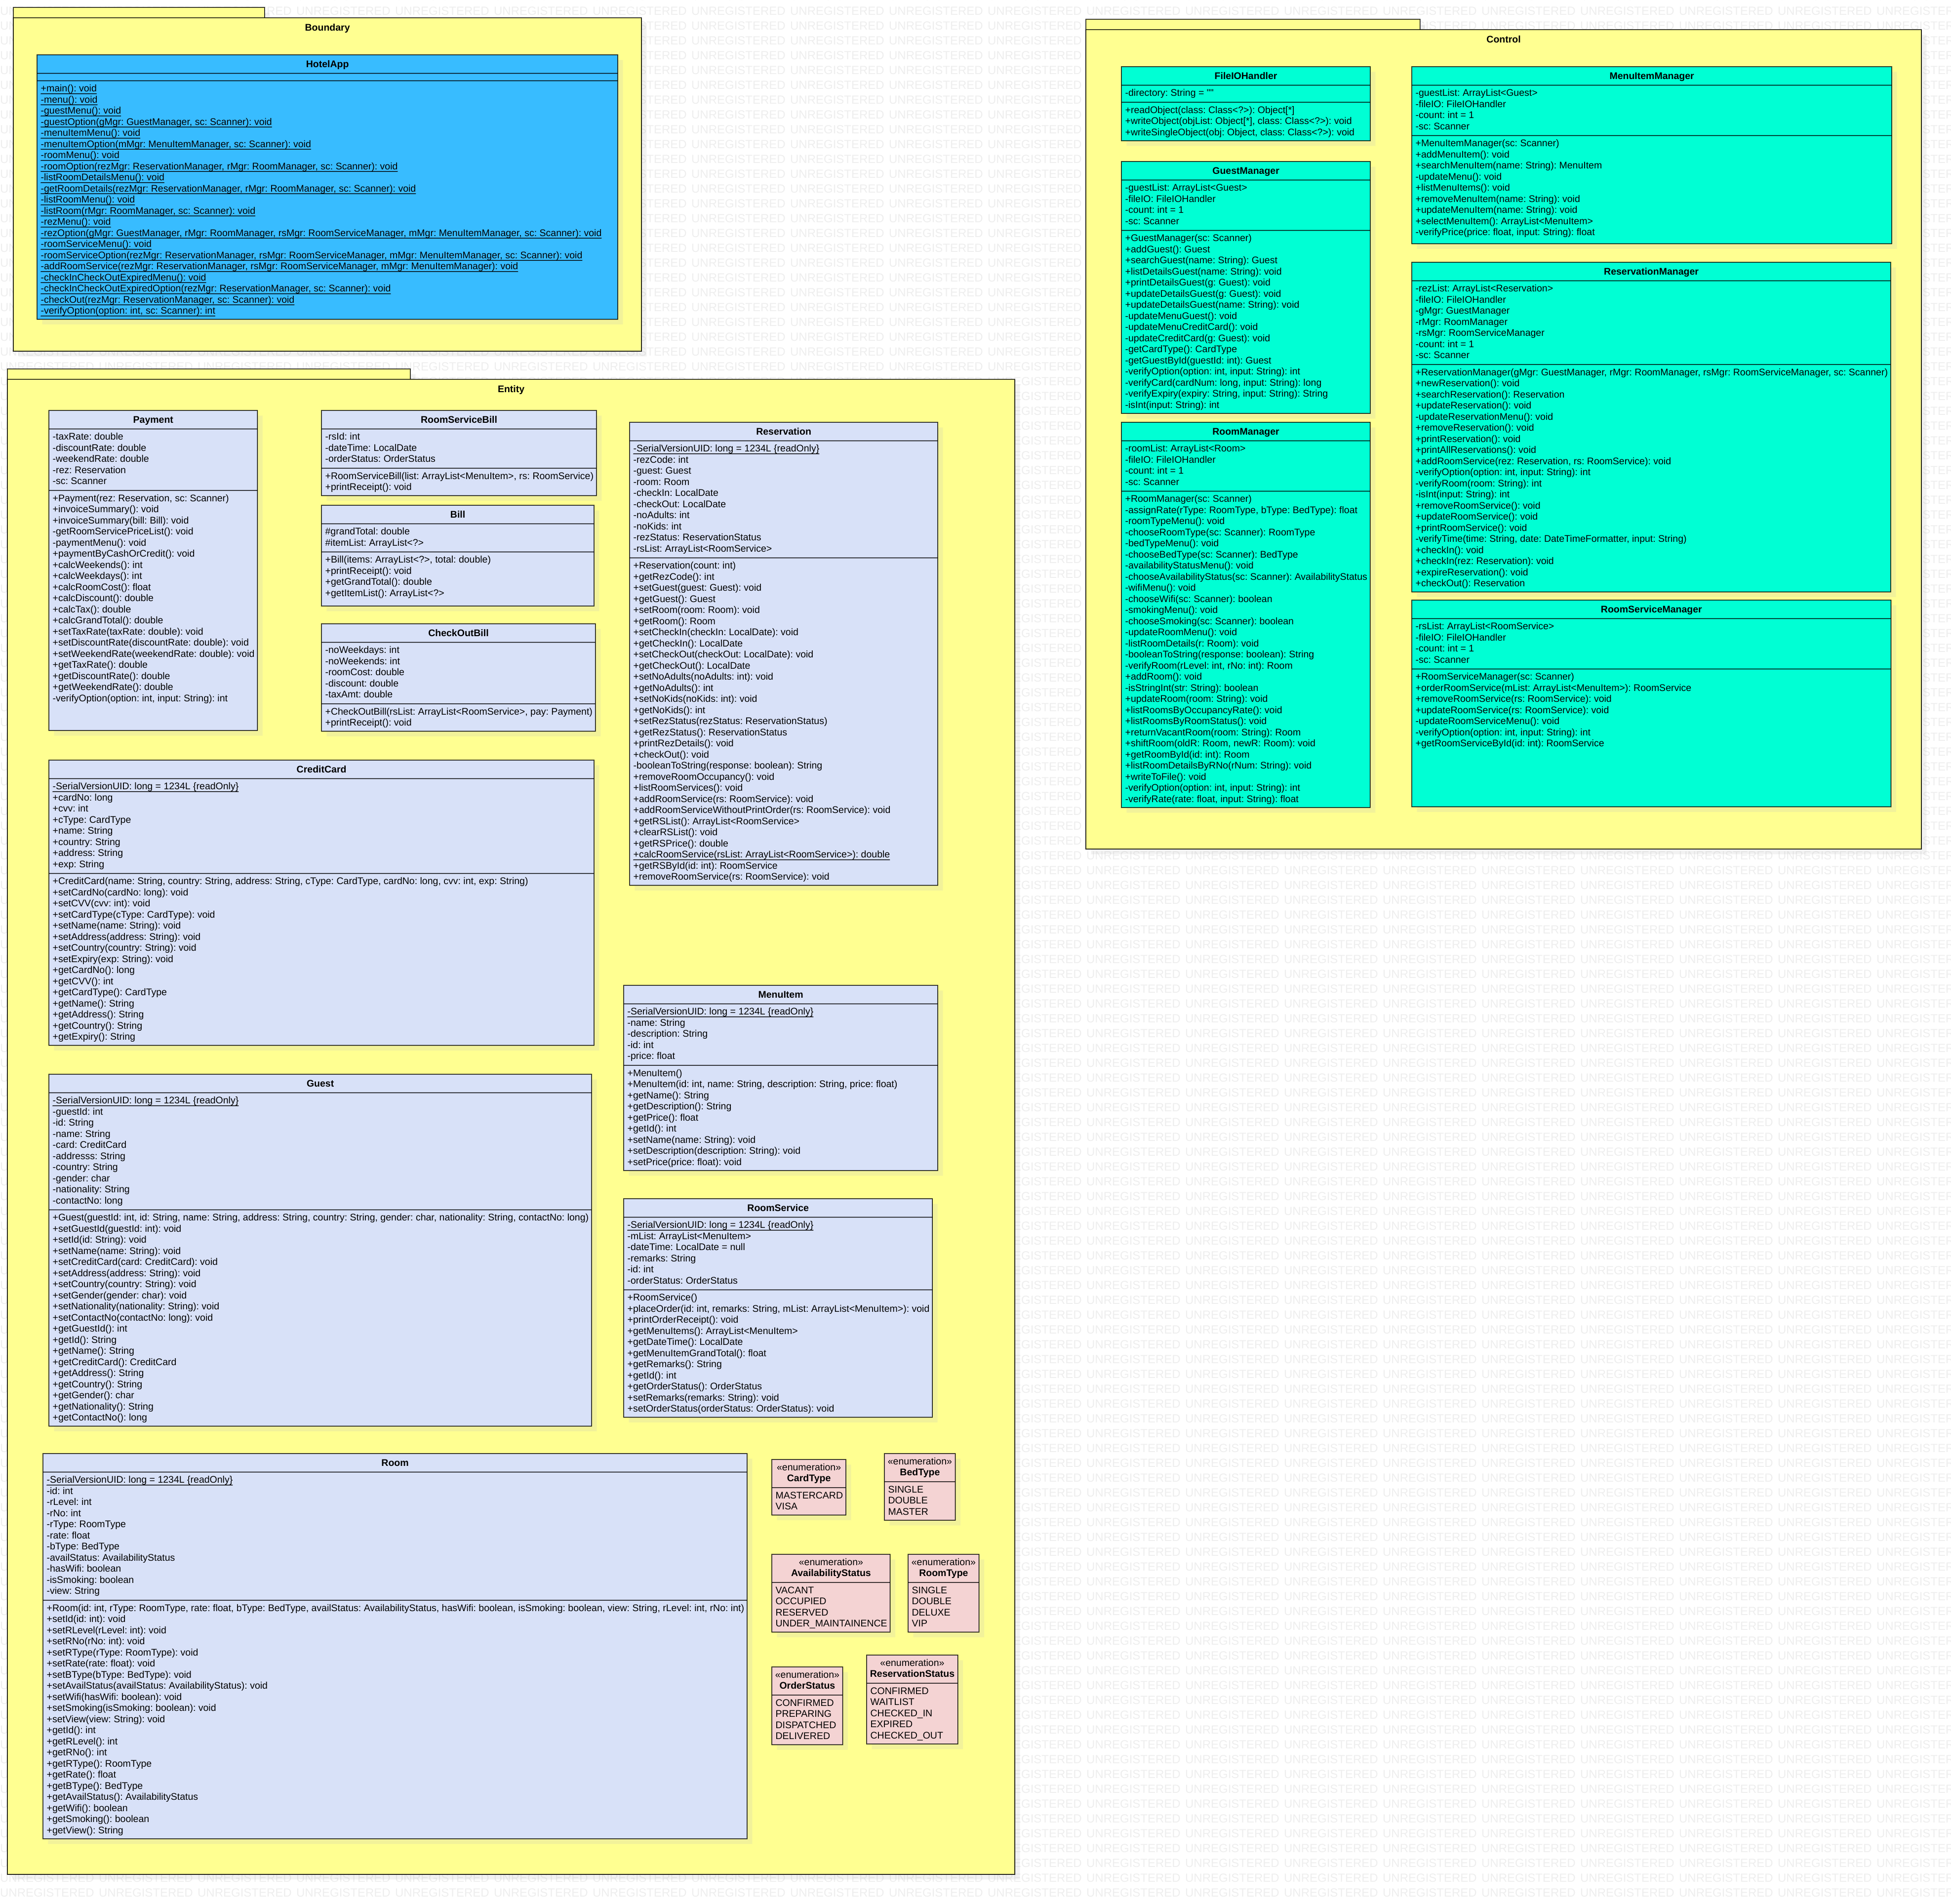 Boundary
HotelApp
+main(): void
-menu(): void
-guestMenu(): void
-guestOption(gMgr: GuestManager, sc: Scanner): void
-menuItemMenu(): void
-menuItemOption(mMgr: MenuItemManager, sc: Scanner): void
-roomMenu(): void
-roomOption(rezMgr: ReservationManager, rMgr: RoomManager, sc: Scanner): void
-listRoomDetailsMenu(): void
-getRoomDetails(rezMgr: ReservationManager, rMgr: RoomManager, sc: Scanner): void
-listRoomMenu(): void
-listRoom(rMgr: RoomManager, sc: Scanner): void
-rezMenu(): void
-rezOption(gMgr: GuestManager, rMgr: RoomManager, rsMgr: RoomServiceManager, mMgr: MenuItemManager, sc: Scanner): void
-roomServiceMenu(): void
-roomServiceOption(rezMgr: ReservationManager, rsMgr: RoomServiceManager, mMgr: MenuItemManager, sc: Scanner): void
-addRoomService(rezMgr: ReservationManager, rsMgr: RoomServiceManager, mMgr: MenuItemManager): void
-checkInCheckOutExpiredMenu(): void
-checkInCheckOutExpiredOption(rezMgr: ReservationManager, sc: Scanner): void
-checkOut(rezMgr: ReservationManager, sc: Scanner): void
-verifyOption(option: int, sc: Scanner): int
Entity
Payment
-taxRate: double
-discountRate: double
-weekendRate: double
-rez: Reservation
-sc: Scanner
+Payment(rez: Reservation, sc: Scanner)
+invoiceSummary(): void
+invoiceSummary(bill: Bill): void
-getRoomServicePriceList(): void
-paymentMenu(): void
+paymentByCashOrCredit(): void
+calcWeekends(): int
+calcWeekdays(): int
+calcRoomCost(): float
+calcDiscount(): double
+calcTax(): double
+calcGrandTotal(): double
+setTaxRate(taxRate: double): void
+setDiscountRate(discountRate: double): void
+setWeekendRate(weekendRate: double): void
+getTaxRate(): double
+getDiscountRate(): double
+getWeekendRate(): double
-verifyOption(option: int, input: String): int
RoomServiceBill
-rsId: int
-dateTime: LocalDate
-orderStatus: OrderStatus
+RoomServiceBill(list: ArrayList<MenuItem>, rs: RoomService)
+printReceipt(): void
Bill
#grandTotal: double
#itemList: ArrayList<?>
+Bill(items: ArrayList<?>, total: double)
+printReceipt(): void
+getGrandTotal(): double
+getItemList(): ArrayList<?>
CheckOutBill
-noWeekdays: int
-noWeekends: int
-roomCost: double
-discount: double
-taxAmt: double
+CheckOutBill(rsList: ArrayList<RoomService>, pay: Payment)
+printReceipt(): void
Reservation
-SerialVersionUID: long = 1234L {readOnly}
-rezCode: int
-guest: Guest
-room: Room
-checkIn: LocalDate
-checkOut: LocalDate
-noAdults: int
-noKids: int
-rezStatus: ReservationStatus
-rsList: ArrayList<RoomService>
+Reservation(count: int)
+getRezCode(): int
+setGuest(guest: Guest): void
+getGuest(): Guest
+setRoom(room: Room): void
+getRoom(): Room
+setCheckIn(checkIn: LocalDate): void
+getCheckIn(): LocalDate
+setCheckOut(checkOut: LocalDate): void
+getCheckOut(): LocalDate
+setNoAdults(noAdults: int): void
+getNoAdults(): int
+setNoKids(noKids: int): void
+getNoKids(): int
+setRezStatus(rezStatus: ReservationStatus)
+getRezStatus(): ReservationStatus
+printRezDetails(): void
+checkOut(): void
-booleanToString(response: boolean): String
+removeRoomOccupancy(): void
+listRoomServices(): void
+addRoomService(rs: RoomService): void
+addRoomServiceWithoutPrintOrder(rs: RoomService): void
+getRSList(): ArrayList<RoomService>
+clearRSList(): void
+getRSPrice(): double
+calcRoomService(rsList: ArrayList<RoomService>): double
+getRSById(id: int): RoomService
+removeRoomService(rs: RoomService): void
CreditCard
-SerialVersionUID: long = 1234L {readOnly}
+cardNo: long
+cvv: int
+cType: CardType
+name: String
+country: String
+address: String
+exp: String
+CreditCard(name: String, country: String, address: String, cType: CardType, cardNo: long, cvv: int, exp: String)
+setCardNo(cardNo: long): void
+setCVV(cvv: int): void
+setCardType(cType: CardType): void
+setName(name: String): void
+setAddress(address: String): void
+setCountry(country: String): void
+setExpiry(exp: String): void
+getCardNo(): long
+getCVV(): int
+getCardType(): CardType
+getName(): String
+getAddress(): String
+getCountry(): String
+getExpiry(): String
MenuItem
-SerialVersionUID: long = 1234L {readOnly}
-name: String
-description: String
-id: int
-price: float
+MenuItem()
+MenuItem(id: int, name: String, description: String, price: float)
+getName(): String
+getDescription(): String
+getPrice(): float
+getId(): int
+setName(name: String): void
+setDescription(description: String): void
+setPrice(price: float): void
Guest
-SerialVersionUID: long = 1234L {readOnly}
-guestId: int
-id: String
-name: String
-card: CreditCard
-addresss: String
-country: String
-gender: char
-nationality: String
-contactNo: long
+Guest(guestId: int, id: String, name: String, address: String, country: String, gender: char, nationality: String, contactNo: long)
+setGuestId(guestId: int): void
+setId(id: String): void
+setName(name: String): void
+setCreditCard(card: CreditCard): void
+setAddress(address: String): void
+setCountry(country: String): void
+setGender(gender: char): void
+setNationality(nationality: String): void
+setContactNo(contactNo: long): void
+getGuestId(): int
+getId(): String
+getName(): String
+getCreditCard(): CreditCard
+getAddress(): String
+getCountry(): String
+getGender(): char
+getNationality(): String
+getContactNo(): long
RoomService
-SerialVersionUID: long = 1234L {readOnly}
-mList: ArrayList<MenuItem>
-dateTime: LocalDate = null
-remarks: String
-id: int
-orderStatus: OrderStatus
+RoomService()
+placeOrder(id: int, remarks: String, mList: ArrayList<MenuItem>): void
+printOrderReceipt(): void
+getMenuItems(): ArrayList<MenuItem>
+getDateTime(): LocalDate
+getMenuItemGrandTotal(): float
+getRemarks(): String
+getId(): int
+getOrderStatus(): OrderStatus
+setRemarks(remarks: String): void
+setOrderStatus(orderStatus: OrderStatus): void
Room
-SerialVersionUID: long = 1234L {readOnly}
-id: int
-rLevel: int
-rNo: int
-rType: RoomType
-rate: float
-bType: BedType
-availStatus: AvailabilityStatus
-hasWifi: boolean
-isSmoking: boolean
-view: String
+Room(id: int, rType: RoomType, rate: float, bType: BedType, availStatus: AvailabilityStatus, hasWifi: boolean, isSmoking: boolean, view: String, rLevel: int, rNo: int)
+setId(id: int): void
+setRLevel(rLevel: int): void
+setRNo(rNo: int): void
+setRType(rType: RoomType): void
+setRate(rate: float): void
+setBType(bType: BedType): void
+setAvailStatus(availStatus: AvailabilityStatus): void
+setWifi(hasWifi: boolean): void
+setSmoking(isSmoking: boolean): void
+setView(view: String): void
+getId(): int
+getRLevel(): int
+getRNo(): int
+getRType(): RoomType
+getRate(): float
+getBType(): BedType
+getAvailStatus(): AvailabilityStatus
+getWifi(): boolean
+getSmoking(): boolean
+getView(): String
«enumeration»
CardType
MASTERCARD
VISA
«enumeration»
BedType
SINGLE
DOUBLE
MASTER
«enumeration»
AvailabilityStatus
VACANT
OCCUPIED
RESERVED
UNDER_MAINTAINENCE
«enumeration»
RoomType
SINGLE
DOUBLE
DELUXE
VIP
«enumeration»
OrderStatus
CONFIRMED
PREPARING
DISPATCHED
DELIVERED
«enumeration»
ReservationStatus
CONFIRMED
WAITLIST
CHECKED_IN
EXPIRED
CHECKED_OUT
Control
FileIOHandler
-directory: String = ""
+readObject(class: Class<?>): Object[*]
+writeObject(objList: Object[*], class: Class<?>): void
+writeSingleObject(obj: Object, class: Class<?>): void
GuestManager
-guestList: ArrayList<Guest>
-fileIO: FileIOHandler
-count: int = 1
-sc: Scanner
+GuestManager(sc: Scanner)
+addGuest(): Guest
+searchGuest(name: String): Guest
+listDetailsGuest(name: String): void
+printDetailsGuest(g: Guest): void
+updateDetailsGuest(g: Guest): void
+updateDetailsGuest(name: String): void
-updateMenuGuest(): void
-updateMenuCreditCard(): void
-updateCreditCard(g: Guest): void
-getCardType(): CardType
-getGuestById(guestId: int): Guest
-verifyOption(option: int, input: String): int
-verifyCard(cardNum: long, input: String): long
-verifyExpiry(expiry: String, input: String): String
-isInt(input: String): int
RoomManager
-roomList: ArrayList<Room>
-fileIO: FileIOHandler
-count: int = 1
-sc: Scanner
+RoomManager(sc: Scanner)
-assignRate(rType: RoomType, bType: BedType): float
-roomTypeMenu(): void
-chooseRoomType(sc: Scanner): RoomType
-bedTypeMenu(): void
-chooseBedType(sc: Scanner): BedType
-availabilityStatusMenu(): void
-chooseAvailabilityStatus(sc: Scanner): AvailabilityStatus
-wifiMenu(): void
-chooseWifi(sc: Scanner): boolean
-smokingMenu(): void
-chooseSmoking(sc: Scanner): boolean
-updateRoomMenu(): void
-listRoomDetails(r: Room): void
-booleanToString(response: boolean): String
-verifyRoom(rLevel: int, rNo: int): Room
+addRoom(): void
-isStringInt(str: String): boolean
+updateRoom(room: String): void
+listRoomsByOccupancyRate(): void
+listRoomsByRoomStatus(): void
+returnVacantRoom(room: String): Room
+shiftRoom(oldR: Room, newR: Room): void
+getRoomById(id: int): Room
+listRoomDetailsByRNo(rNum: String): void
+writeToFile(): void
-verifyOption(option: int, input: String): int
-verifyRate(rate: float, input: String): float
MenuItemManager
-guestList: ArrayList<Guest>
-fileIO: FileIOHandler
-count: int = 1
-sc: Scanner
+MenuItemManager(sc: Scanner)
+addMenuItem(): void
+searchMenuItem(name: String): MenuItem
-updateMenu(): void
+listMenuItems(): void
+removeMenuItem(name: String): void
+updateMenuItem(name: String): void
+selectMenuItem(): ArrayList<MenuItem>
-verifyPrice(price: float, input: String): float
ReservationManager
-rezList: ArrayList<Reservation>
-fileIO: FileIOHandler
-gMgr: GuestManager
-rMgr: RoomManager
-rsMgr: RoomServiceManager
-count: int = 1
-sc: Scanner
+ReservationManager(gMgr: GuestManager, rMgr: RoomManager, rsMgr: RoomServiceManager, sc: Scanner)
+newReservation(): void
+searchReservation(): Reservation
+updateReservation(): void
-updateReservationMenu(): void
+removeReservation(): void
+printReservation(): void
+printAllReservations(): void
+addRoomService(rez: Reservation, rs: RoomService): void
-verifyOption(option: int, input: String): int
-verifyRoom(room: String): int
-isInt(input: String): int
+removeRoomService(): void
+updateRoomService(): void
+printRoomService(): void
-verifyTime(time: String, date: DateTimeFormatter, input: String)
+checkIn(): void
+checkIn(rez: Reservation): void
+expireReservation(): void
+checkOut(): Reservation
RoomServiceManager
-rsList: ArrayList<RoomService>
-fileIO: FileIOHandler
-count: int = 1
-sc: Scanner
+RoomServiceManager(sc: Scanner)
+orderRoomService(mList: ArrayList<MenuItem>): RoomService
+removeRoomService(rs: RoomService): void
+updateRoomService(rs: RoomService): void
-updateRoomServiceMenu(): void
-verifyOption(option: int, input: String): int
+getRoomServiceById(id: int): RoomService